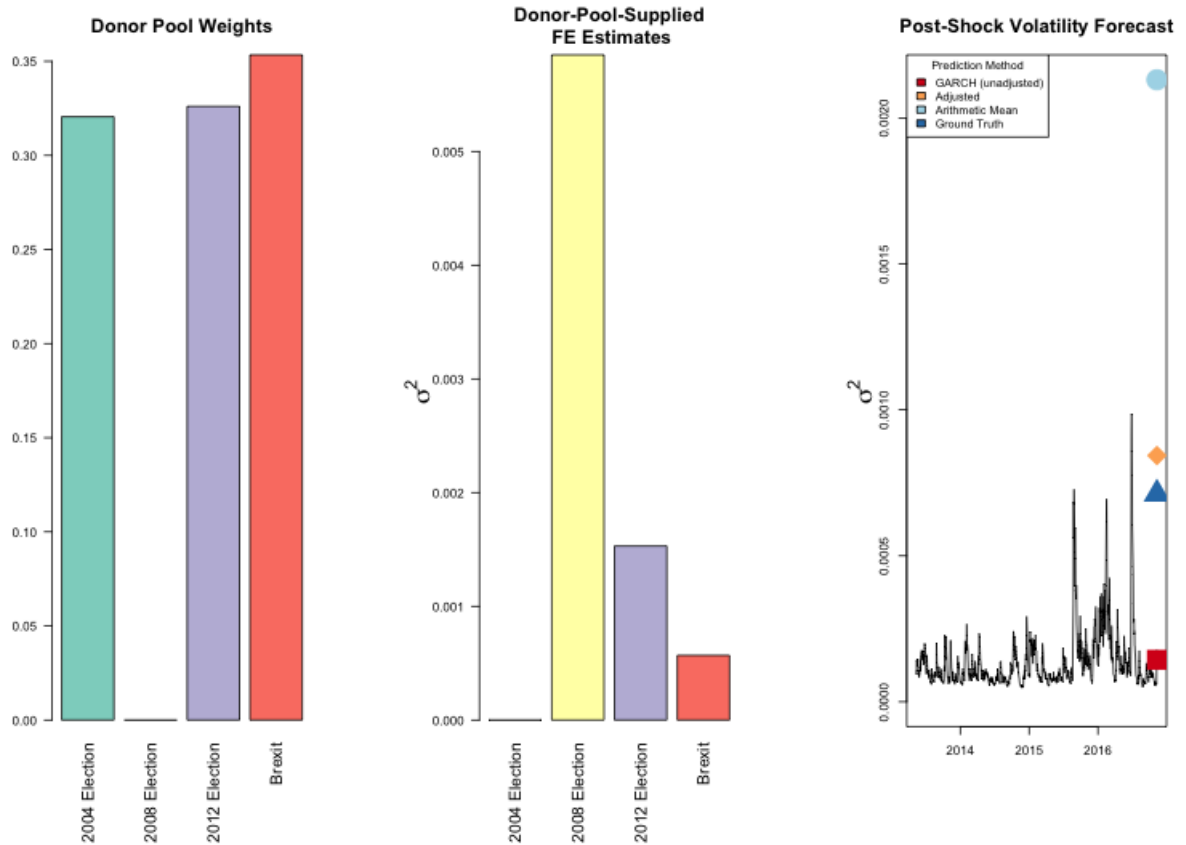 Donor Pool Weights
0.35
0.30
0.25
0.20
0.15
0.10
0.05
0.00
2004 Election
2008 Election
2012 Election
Brexit
Donor-Pool-Supplied
FE Estimates
σ²
0.005
0.004
0.003
0.002
0.001
0.000
2004 Election
2008 Election
2012 Election
Brexit
Post-Shock Volatility Forecast
Prediction Method
GARCH (unadjusted)
Adjusted
Arithmetic Mean
Ground Truth
σ²
0.0020
0.0015
0.0010
0.0005
0.0000
2014
2015
2016